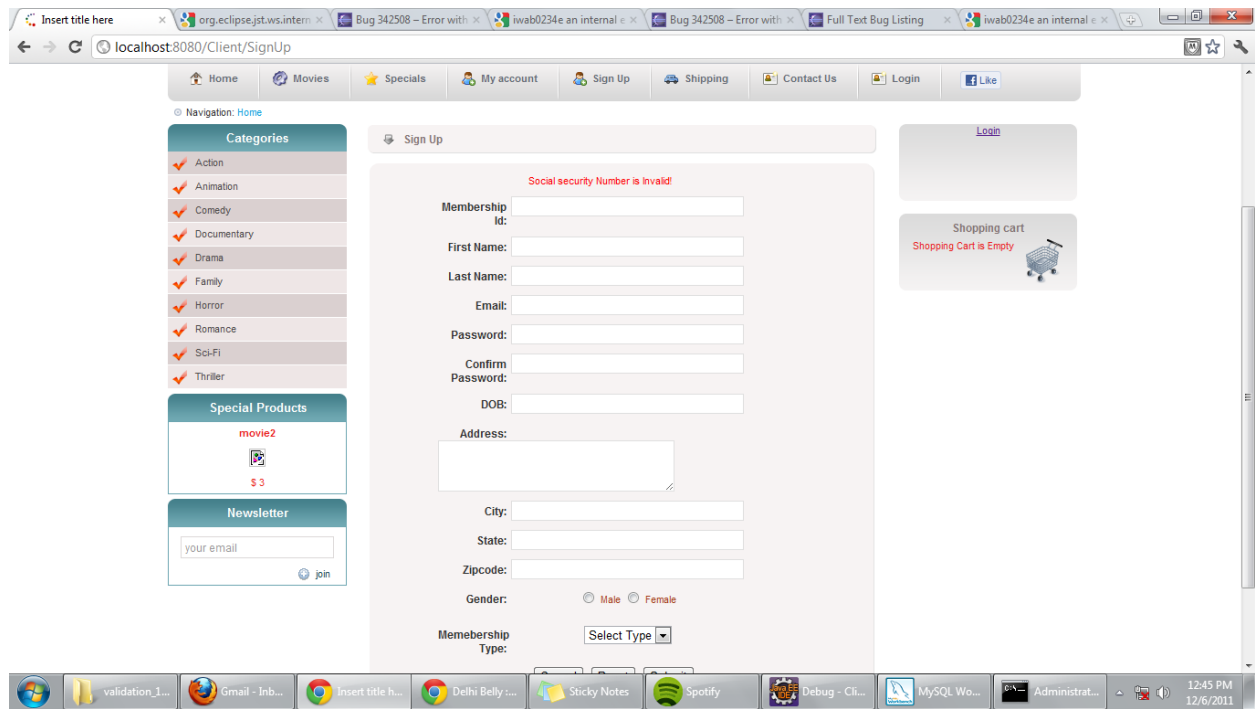 Insert title here
org.eclipse.jst.ws.intern
Bug 342508 – Error with
iwab0234e an internal e
Bug 342508 – Error with
Full Text Bug Listing
iwab0234e an internal e
localhost:8080/Client/SignUp
Home Movies Specials My account Sign Up Shipping Contact Us Login Like
Navigation: Home
Categories
Action
Animation
Comedy
Documentary
Drama
Family
Horror
Romance
Sci-Fi
Thriller
Special Products
movie2
$ 3
Newsletter
your email
join
Sign Up
Social security Number is Invalid!
Membership
Id:
First Name:
Last Name:
Email:
Password:
Confirm
Password:
DOB:
Address:
City:
State:
Zipcode:
Gender: Male Female
Memebership
Type:
Select Type
Login
Shopping cart
Shopping Cart is Empty
validation_1...
Gmail - Inb...
Insert title h...
Delhi Belly :...
Sticky Notes
Spotify
Java EE
IDE
Debug - Cli...
MySQL Wo...
Administrat...
12:45 PM
12/6/2011